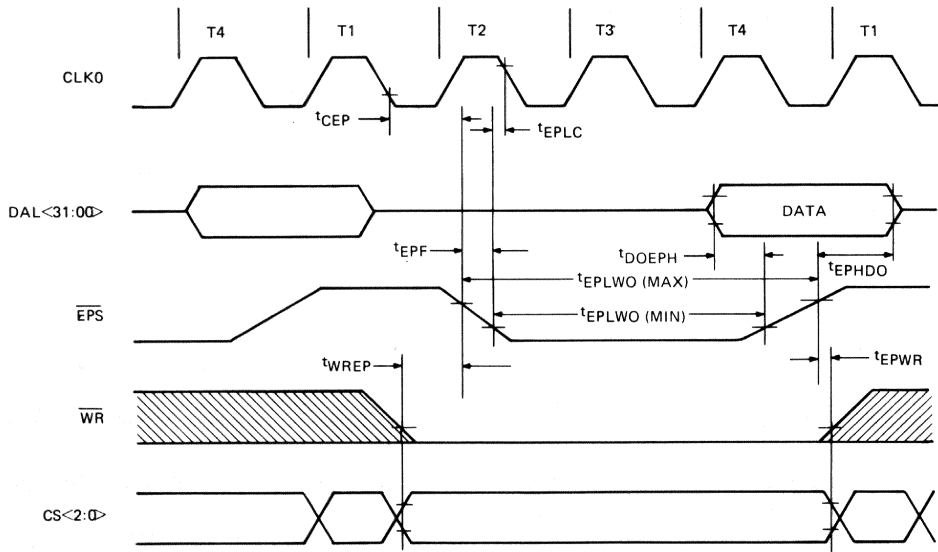 T4 T1 T2 T3 T4 T1
CLK0
tCEP
tEPLC
DAL<31:00>
DATA
tEPF
tDOEPH
tEPHDO
tEPLWO (MAX)
EPS
tEPLWO (MIN)
tWREP
tEPWR
WR
CS<2:0>